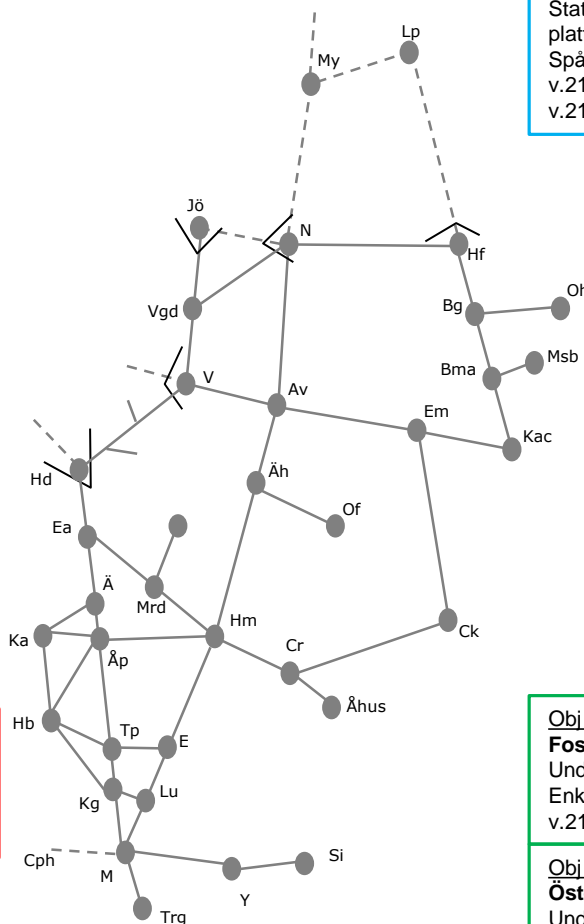 Stat
platt
Spå
v.21
v.21
Lp
My
Jö
N
Hf
Vgd
Bg
Oh
Msb
Bma
V
Av
Em
Kac
Hd
Äh
Of
Ea
Ä
Mrd
Hm
Ka
Åp
Cr
Ck
Åhus
Hb
Tp
E
Kg
Lu
Cph
M
Si
Y
Trg
Obj
Fos
Und
Enk
v.21
Obj
Öst
Und